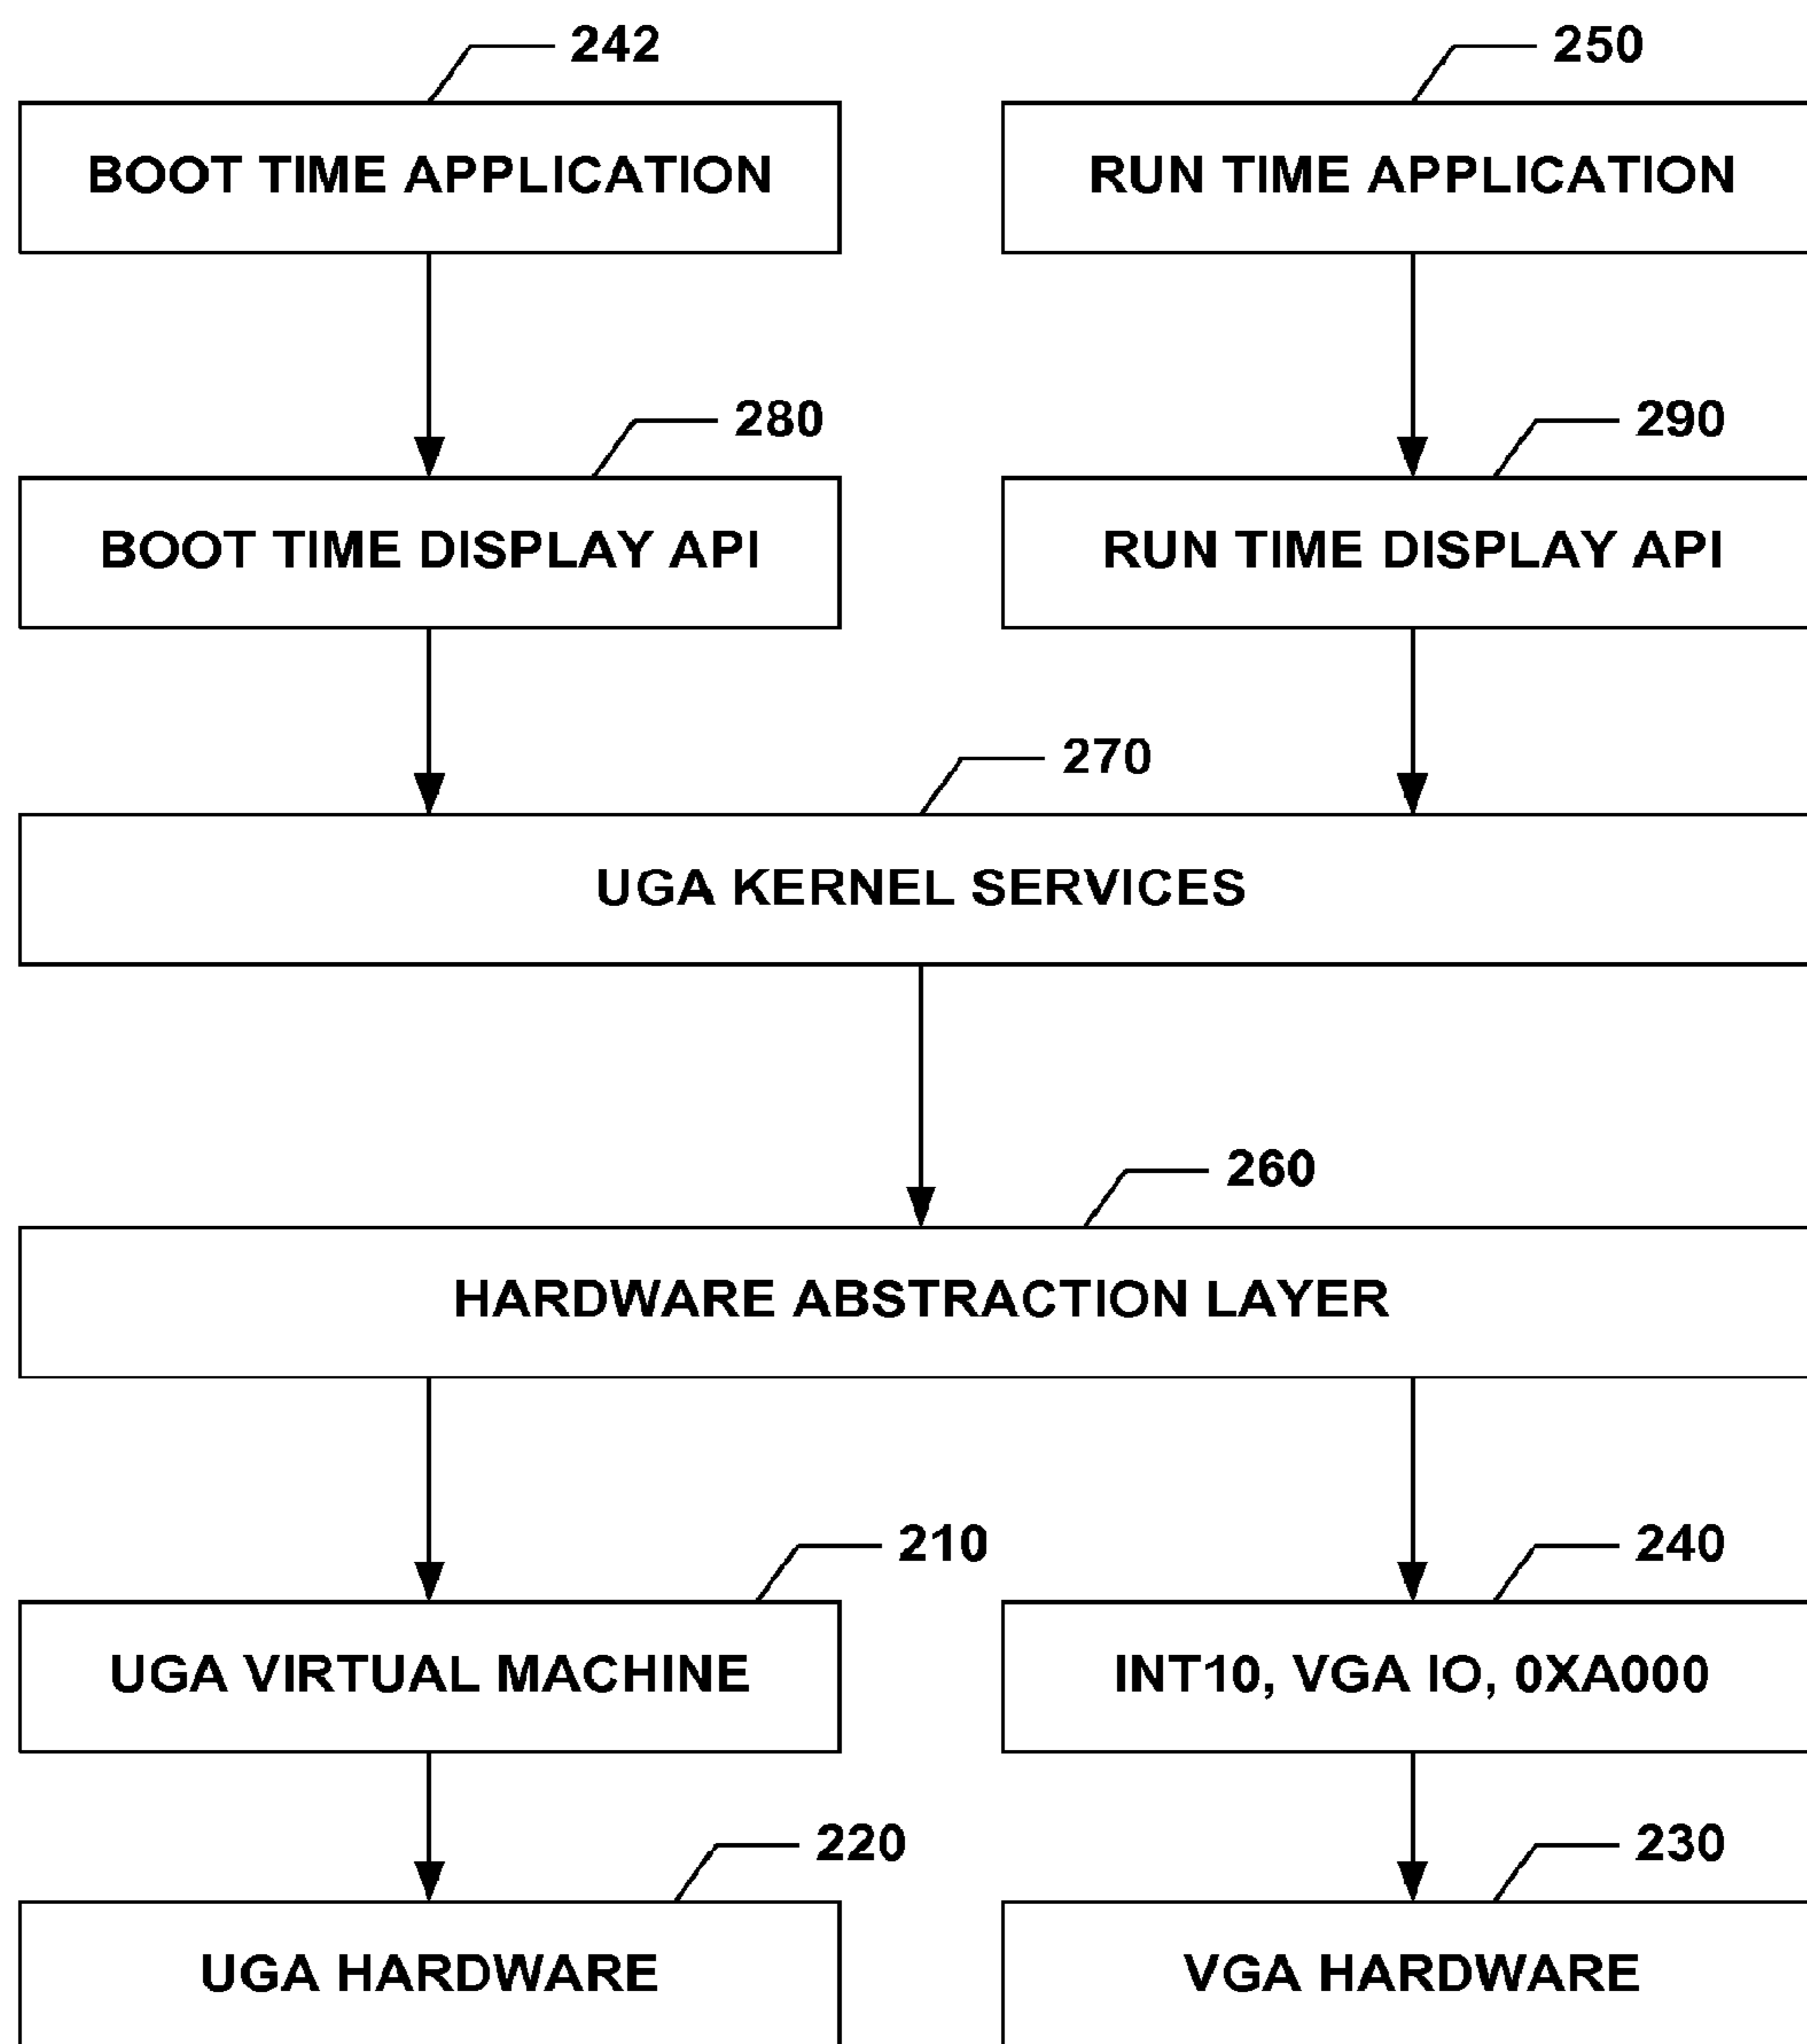 242
250
BOOT TIME APPLICATION
RUN TIME APPLICATION
280
290
BOOT TIME DISPLAY API
RUN TIME DISPLAY API
270
UGA KERNEL SERVICES
260
HARDWARE ABSTRACTION LAYER
210
240
UGA VIRTUAL MACHINE
INT10, VGA IO, 0XA000
220
230
UGA HARDWARE
VGA HARDWARE